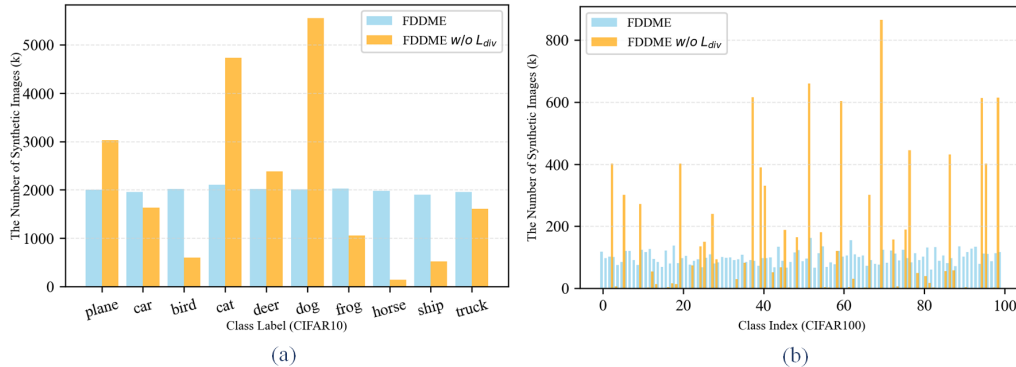 FDDME
FDDME w/o L_div
The Number of Synthetic Images (k)
5000
4000
3000
2000
1000
0
plane car bird cat deer dog frog horse ship truck
Class Label (CIFAR10)
(a)
FDDME
FDDME w/o L_div
The Number of Synthetic Images (k)
800
600
400
200
0
0 20 40 60 80 100
Class Index (CIFAR100)
(b)